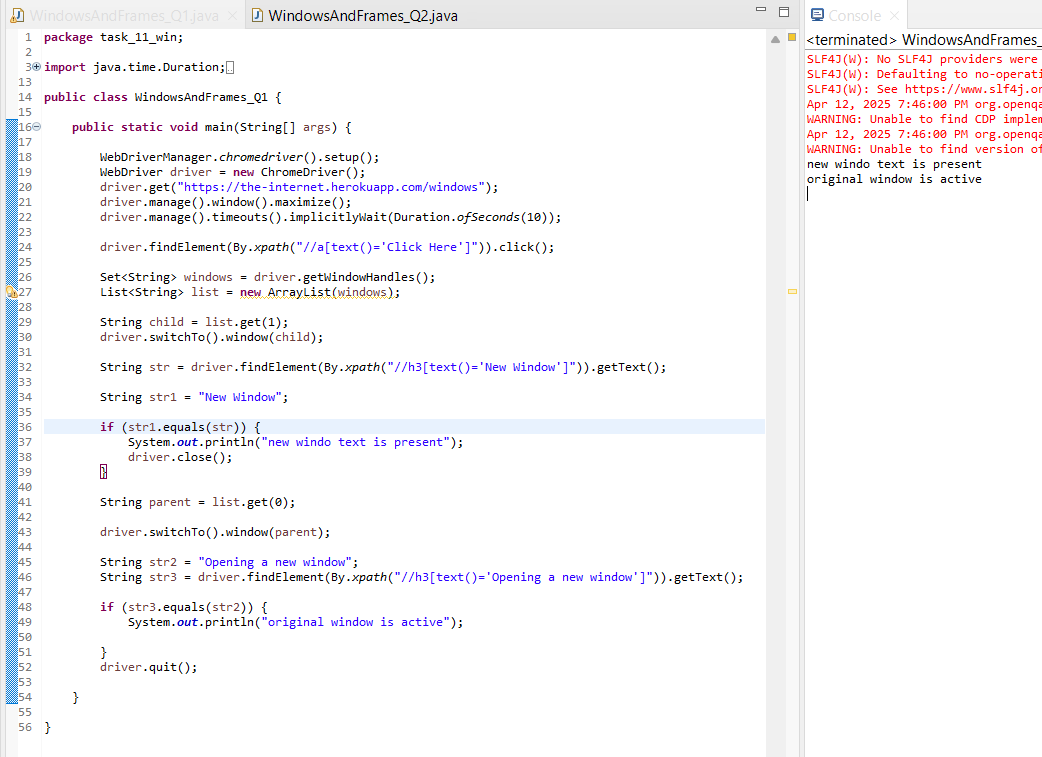 WindowsAndFrames_Q1.java
WindowsAndFrames_Q2.java
1 package task_11_win;
2
3 import java.time.Duration;
13
14 public class WindowsAndFrames_Q1 {
15
16 public static void main(String[] args) {
17
18 WebDriverManager.chromedriver().setup();
19 WebDriver driver = new ChromeDriver();
20 driver.get("https://the-internet.herokuapp.com/windows");
21 driver.manage().window().maximize();
22 driver.manage().timeouts().implicitlyWait(Duration.ofSeconds(10));
23
24 driver.findElement(By.xpath("//a[text()='Click Here']")).click();
25
26 Set<String> windows = driver.getWindowHandles();
27 List<String> list = new ArrayList(windows);
28
29 String child = list.get(1);
30 driver.switchTo().window(child);
31
32 String str = driver.findElement(By.xpath("//h3[text()='New Window']")).getText();
33
34 String str1 = "New Window";
35
36 if (str1.equals(str)) {
37 System.out.println("new windo text is present");
38 driver.close();
39 }
40
41 String parent = list.get(0);
42
43 driver.switchTo().window(parent);
44
45 String str2 = "Opening a new window";
46 String str3 = driver.findElement(By.xpath("//h3[text()='Opening a new window']")).getText();
47
48 if (str3.equals(str2)) {
49 System.out.println("original window is active");
50
51 }
52 driver.quit();
53
54 }
55
56 }
Console
<terminated> WindowsAndFrames_
SLF4J(W): No SLF4J providers were
SLF4J(W): Defaulting to no-operati
SLF4J(W): See https://www.slf4j.or
Apr 12, 2025 7:46:00 PM org.openqa
WARNING: Unable to find CDP implem
Apr 12, 2025 7:46:00 PM org.openqa
WARNING: Unable to find version of
new windo text is present
original window is active